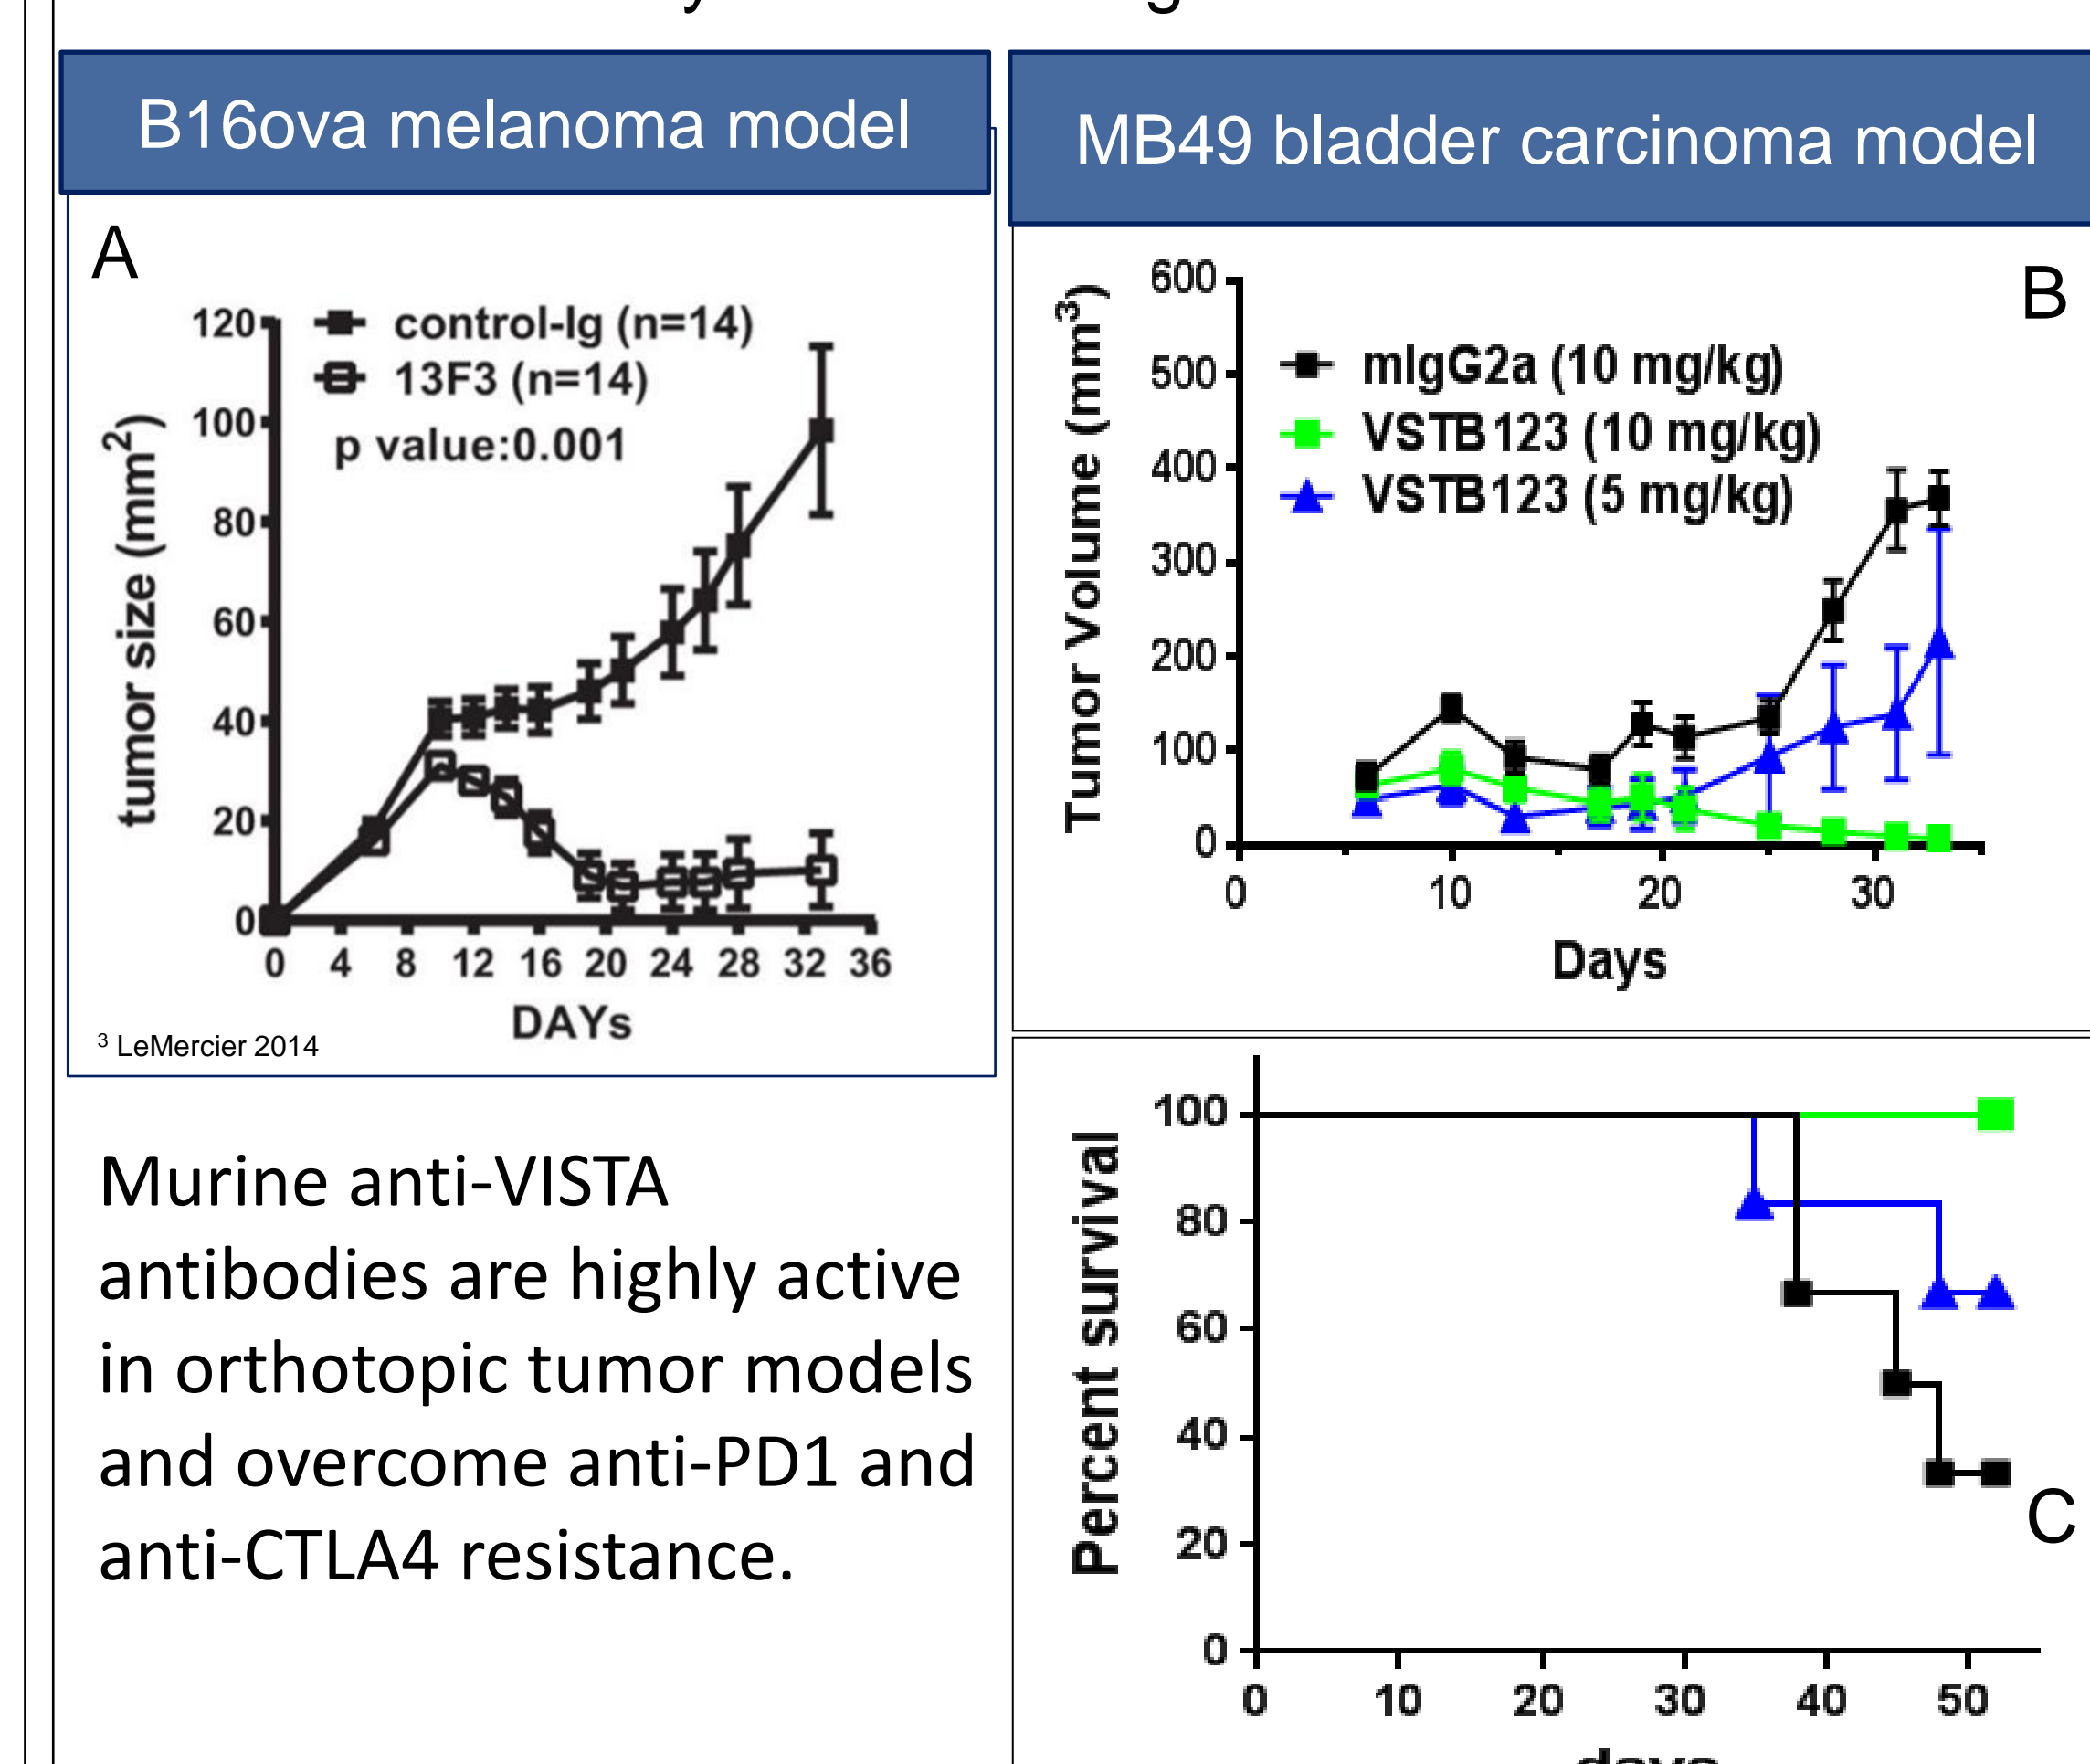 B16ova melanoma model
MB49 bladder carcinoma model
A
120
100
80
60
40
20
0
tumor size (mm²)
control-Ig (n=14)
13F3 (n=14)
p value:0.001
0 4 8 12 16 20 24 28 32 36
DAYs
³ LeMercier 2014
B
600
500
400
300
200
100
0
Tumor Volume (mm³)
mIgG2a (10 mg/kg)
VSTB123 (10 mg/kg)
VSTB123 (5 mg/kg)
0 10 20 30
Days
Murine anti-VISTA
antibodies are highly active
in orthotopic tumor models
and overcome anti-PD1 and
anti-CTLA4 resistance.
100
80
60
40
20
0
Percent survival
C
0 10 20 30 40 50
days